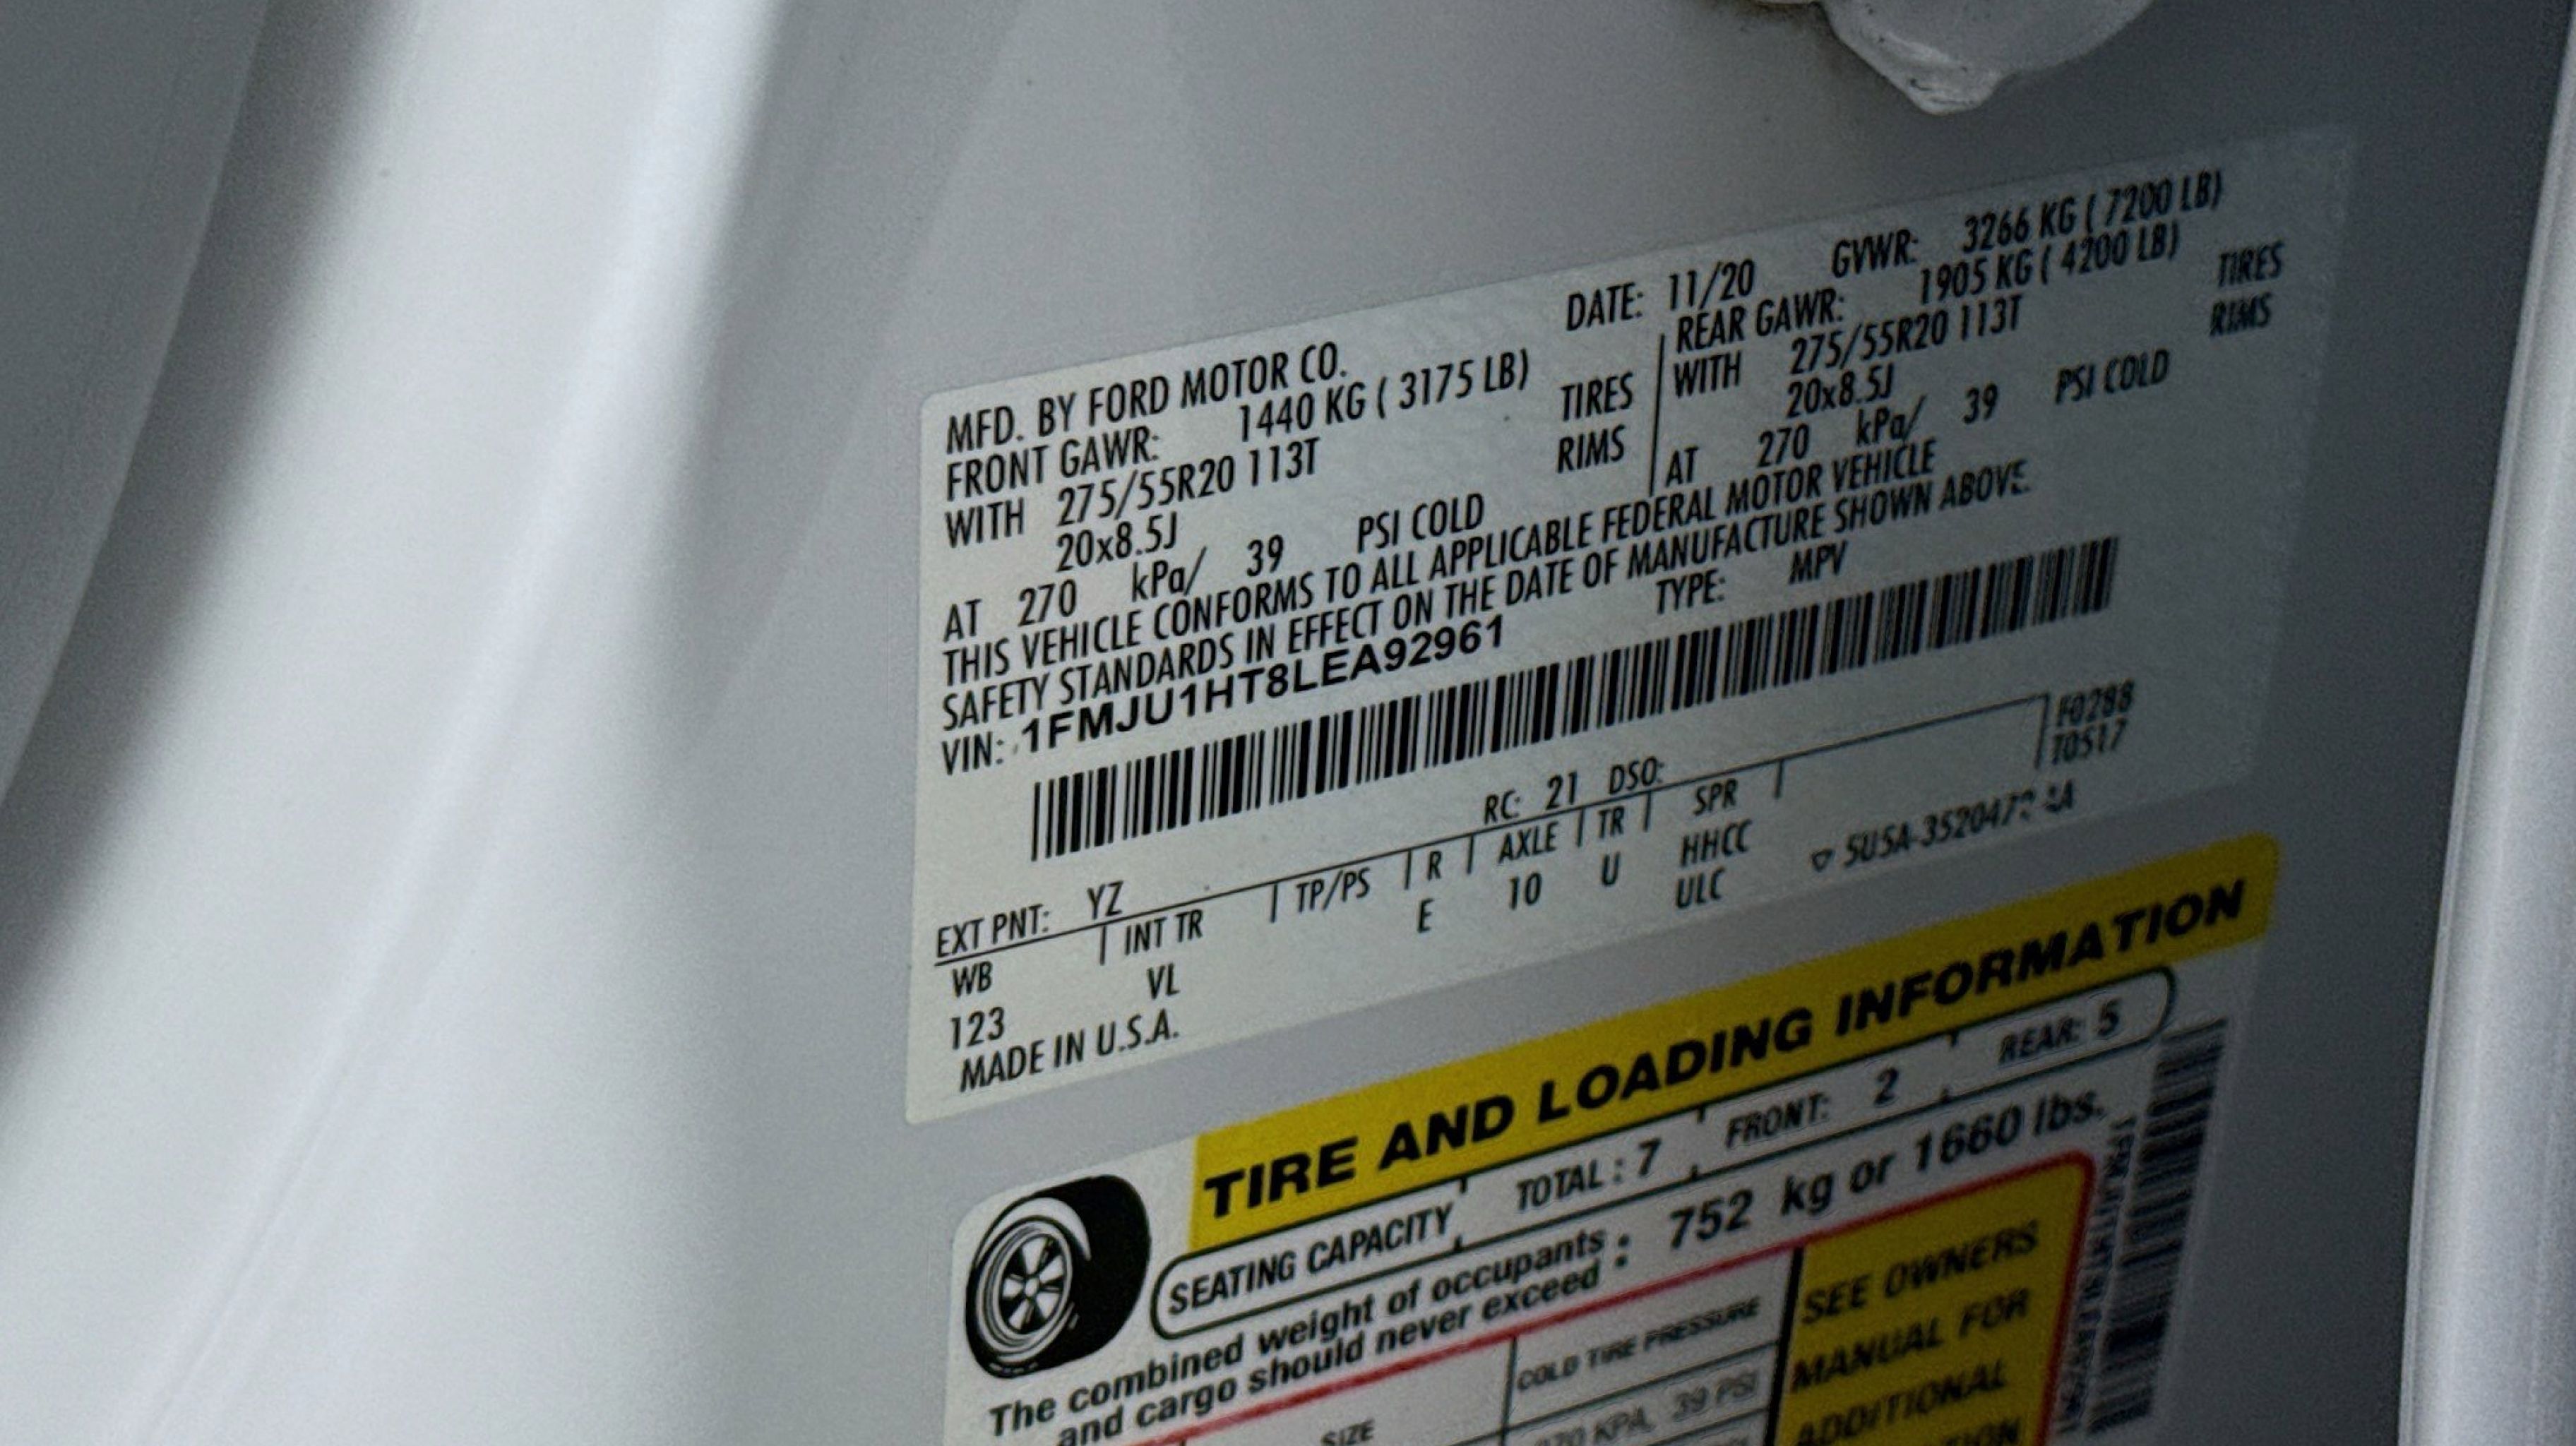 MFD. BY FORD MOTOR CO.
DATE: 11/20 GVWR: 3266 KG ( 7200 LB)
FRONT GAWR: 1440 KG ( 3175 LB)
WITH 275/55R20 113T TIRES
20x8.5J RIMS
AT 270 kPa/ 39 PSI COLD
REAR GAWR: 1905 KG ( 4200 LB)
WITH 275/55R20 113T TIRES
20x8.5J RIMS
AT 270 kPa/ 39 PSI COLD
THIS VEHICLE CONFORMS TO ALL APPLICABLE FEDERAL MOTOR VEHICLE
SAFETY STANDARDS IN EFFECT ON THE DATE OF MANUFACTURE SHOWN ABOVE.
VIN: 1FMJU1HT8LEA92961 TYPE: MPV
F0288
T0517
EXT PNT: YZ RC: 21 DSO:
WB INT TR TP/PS R AXLE TR SPR
123 VL E 10 U HHCC
ULC
MADE IN U.S.A.
TIRE AND LOADING INFORMATION
SEATING CAPACITY TOTAL : 7 FRONT: 2 REAR: 5
The combined weight of occupants
and cargo should never exceed : 752 kg or 1660 lbs.
SIZE COLD TIRE PRESSURE
KPA, 39 PSI
SEE OWNERS
MANUAL FOR
ADDITIONAL